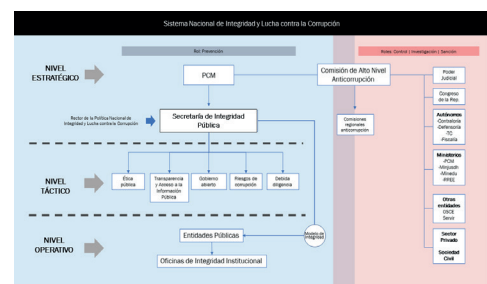 Sistema Nacional de Integridad y Lucha contra la Corrupción
Rol: Prevención
Roles: Control | Investigación | Sanción
NIVEL
ESTRATÉGICO
PCM
Comisión de Alto Nivel
Anticorrupción
Poder
Judicial
Congreso
de la Rep.
Rector de la Política Nacional de
Integridad y Lucha contra la Corrupción
Secretaría de Integridad
Pública
Comisiones
regionales
anticorrupción
Autónomos
-Contraloría
-Defensoría
-TC
-Fiscalía
NIVEL
TÁCTICO
Ética
pública
Transparencia
y Acceso a la
Información
Pública
Gobierno
abierto
Riesgos de
corrupción
Debida
diligencia
Ministerios
-PCM
-Minjusdh
-Minedu
-RREE
Otras
entidades
OSCE
Servir
NIVEL
OPERATIVO
Entidades Públicas
Modelo de
Integridad
Oficinas de Integridad Institucional
Sector
Privado
Sociedad
Civil